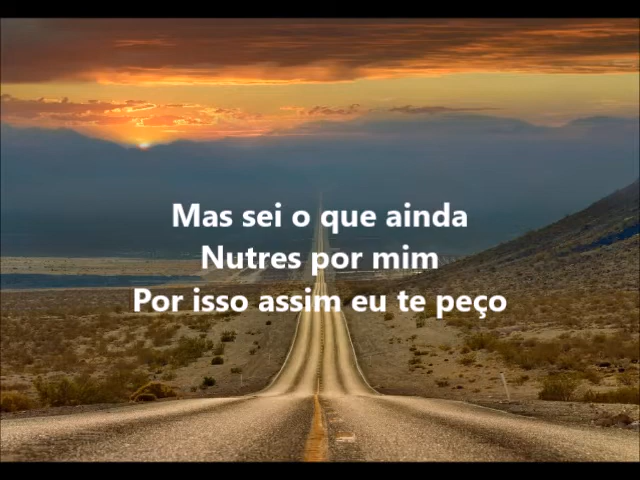 Mas sei o que ainda
Nutres por mim
Por isso assim eu te peço